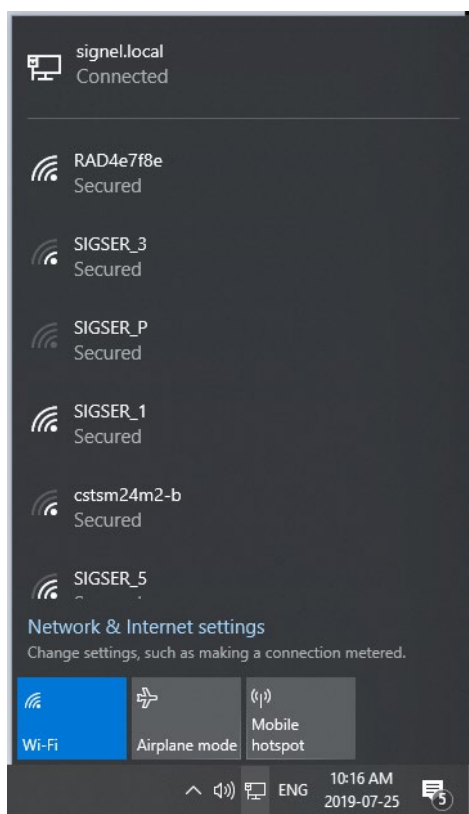 signel.local
Connected
RAD4e7f8e
Secured
SIGSER_3
Secured
SIGSER_P
Secured
SIGSER_1
Secured
cstsm24m2-b
Secured
SIGSER_5
Network & Internet settings
Change settings, such as making a connection metered.
Wi-Fi
Airplane mode
Mobile
hotspot
ENG
10:16 AM
2019-07-25
5